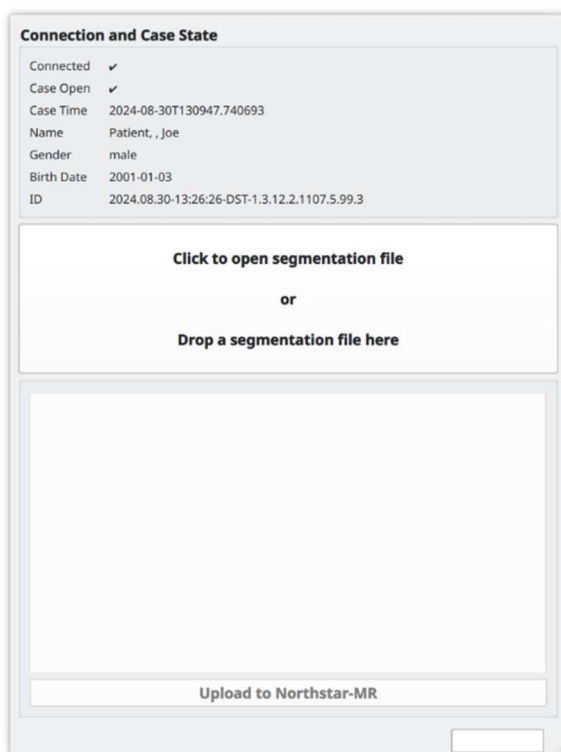 Connection and Case State
Connected ✔
Case Open ✔
Case Time 2024-08-30T130947.740693
Name Patient, , Joe
Gender male
Birth Date 2001-01-03
ID 2024.08.30-13:26:26-DST-1.3.12.2.1107.5.99.3
Click to open segmentation file
or
Drop a segmentation file here
Upload to Northstar-MR